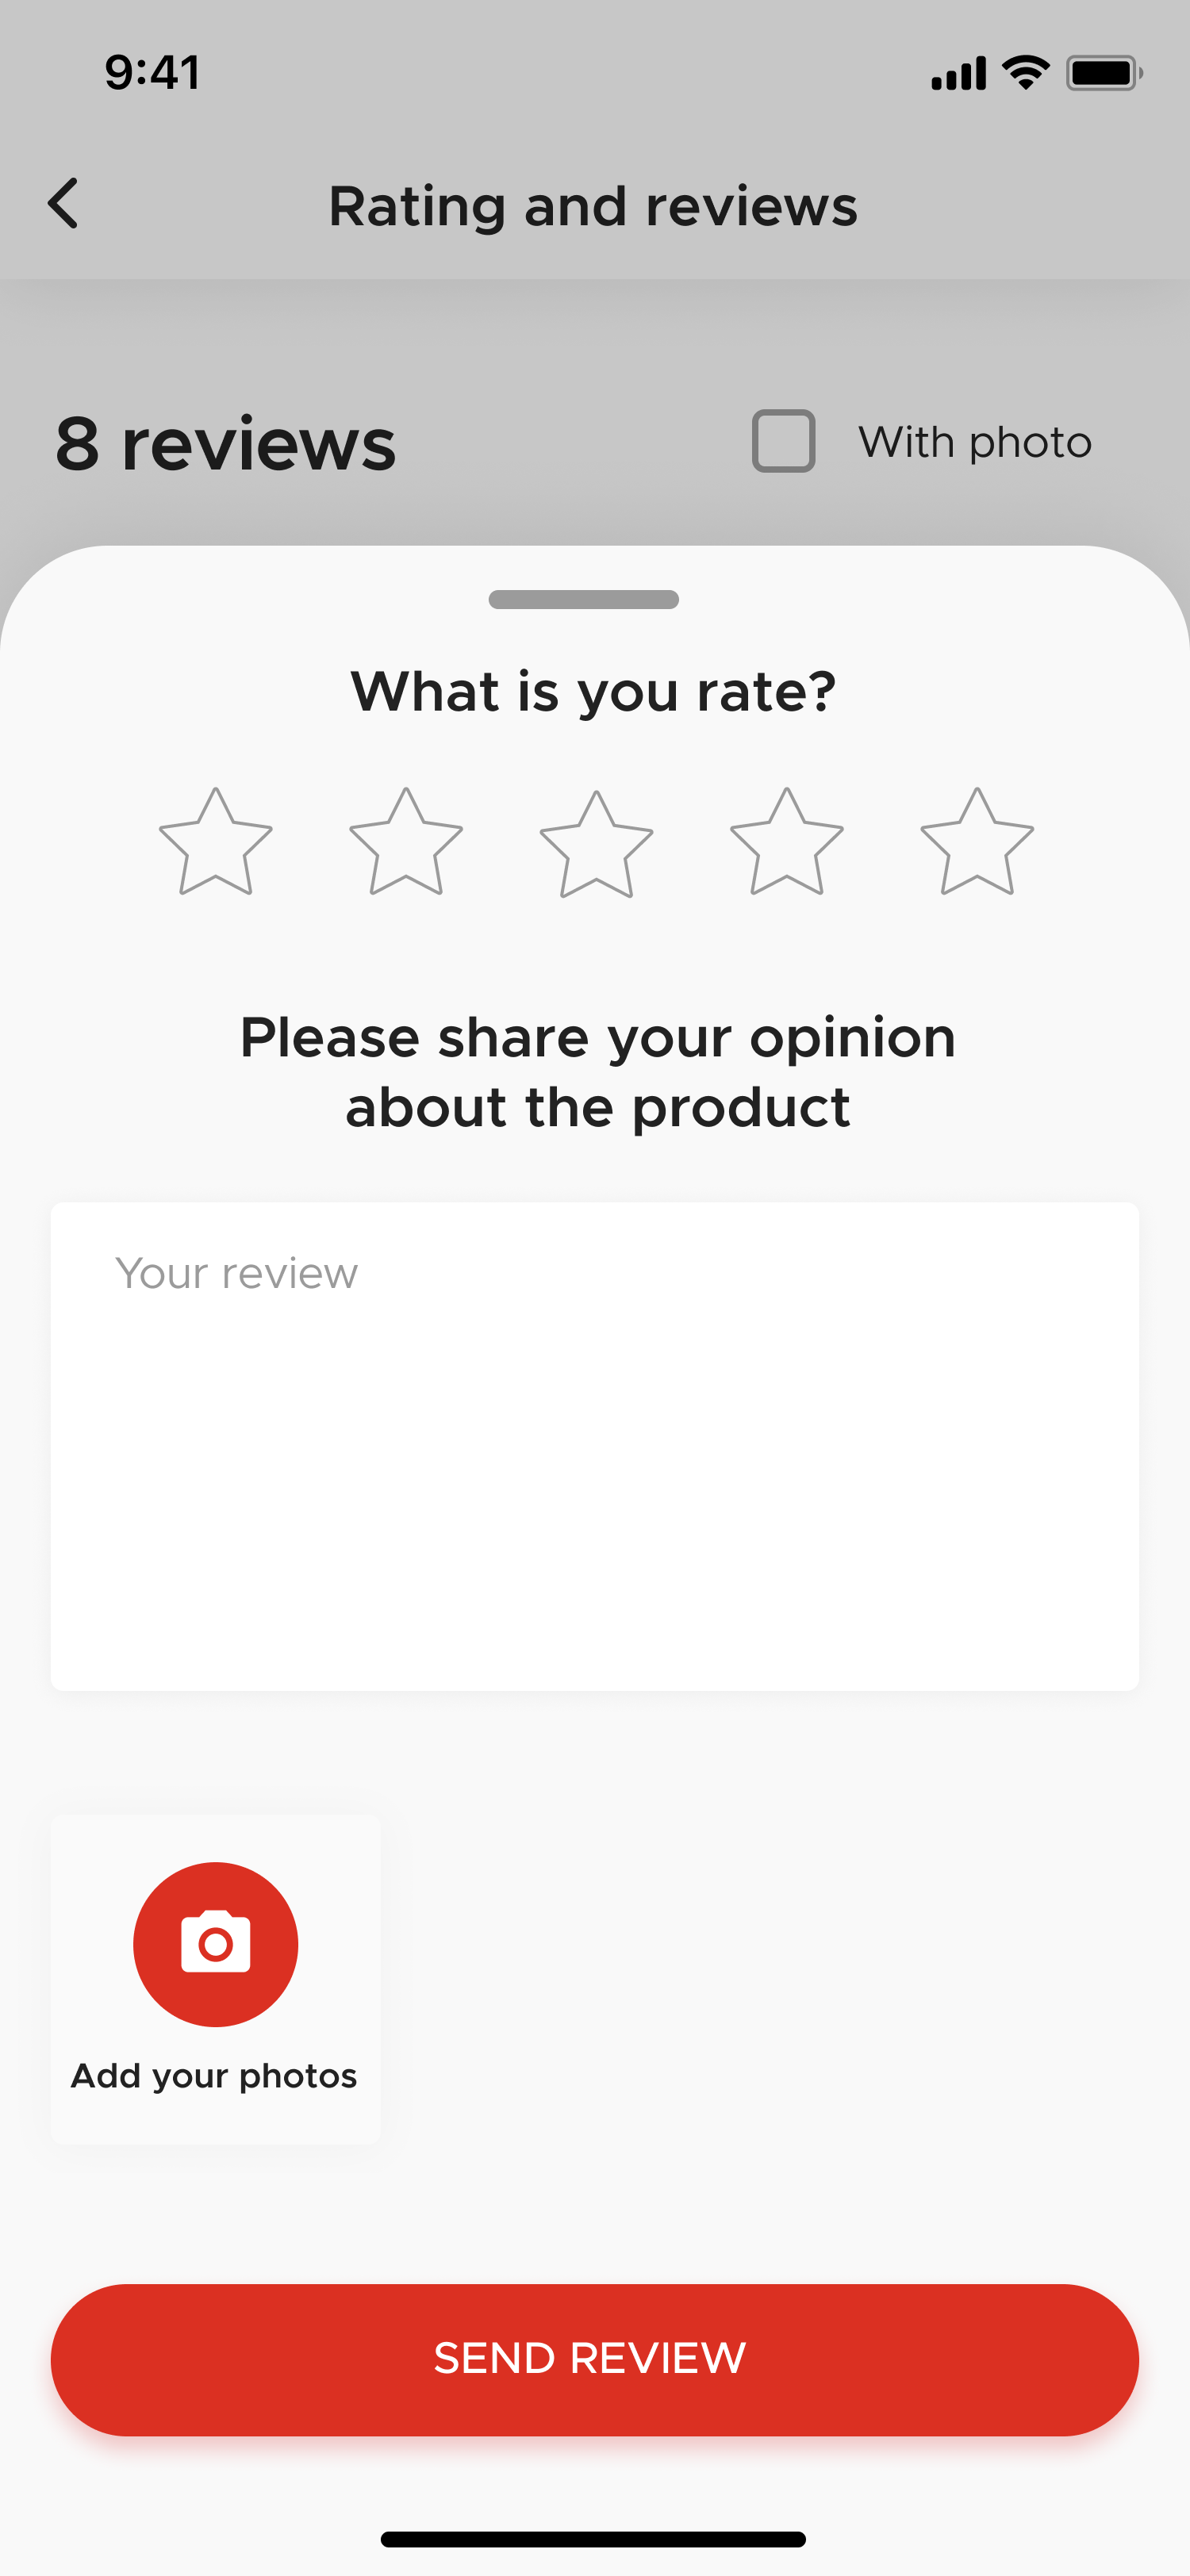 9:41
Rating and reviews
8 reviews
With photo
What is you rate?
Please share your opinion
about the product
Your review
Add your photos
SEND REVIEW